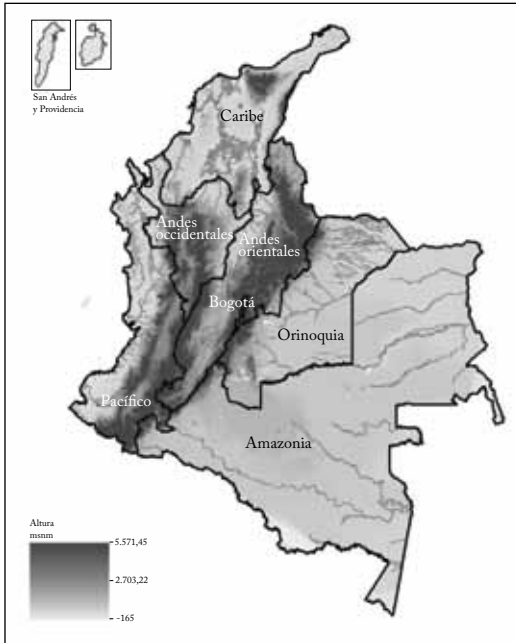 San Andrés
y Providencia
Caribe
Andes
occidentales
Andes
orientales
Bogotá
Orinoquia
Pacífico
Amazonia
Altura
msnm
5.571,45
2.703,22
-165